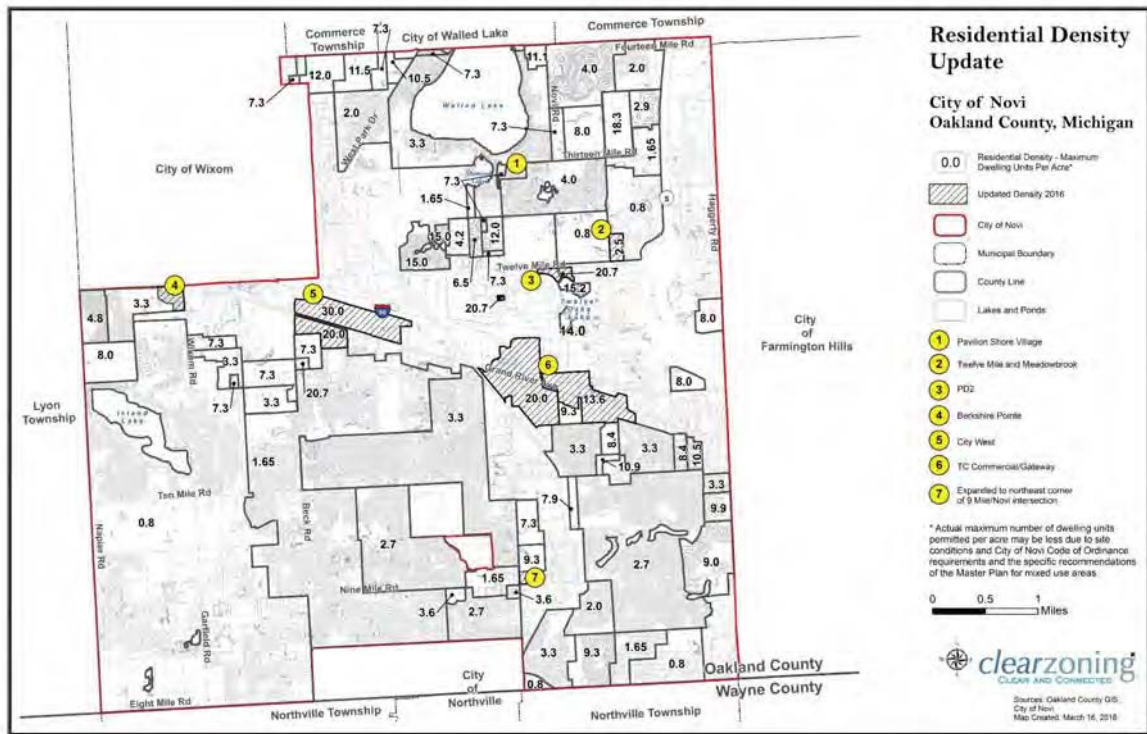 Commerce Township
Commerce
Township
City of Walled Lake
7.3
Fourteen Mile Rd
12.0
11.5
10.5
7.3
11.1
4.0
2.0
7.3
Walled Lake
Novi Rd
2.0
West Park Dr
3.3
7.3
8.0
18.3
2.9
1.65
Thirteen Mile Rd
City of Wixom
1
7.3
4.0
1.65
0.8
5
Haggerty Rd
15.0
4.2
12.0
0.8
2
2.5
15.0
Twelve Mile Rd
6.5
7.3
3
20.7
15.2
20.7
14.0
4
3.3
4.8
5
30.0
20.0
8.0
City
of
Farmington Hills
8.0
Wixom Rd
7.3
3.3
7.3
7.3
7.3
20.7
3.3
6
Grand River
20.0
13.6
9.3
8.0
Lyon
Township
Inland
Lake
3.3
3.3
8.4
3.3
8.4
10.5
10.9
1.65
Ten Mile Rd
3.3
9.9
7.9
0.8
Napier Rd
Beck Rd
2.7
7.3
9.3
2.7
9.0
1.65
7
Nine Mile Rd
3.6
2.7
3.6
2.0
Garfield Rd
3.3
9.3
1.65
0.8
0.8
Oakland County
Wayne County
Eight Mile Rd
City
of
Northville
Northville Township
Northville Township
Residential Density
Update
City of Novi
Oakland County, Michigan
0.0 Residential Density - Maximum
Dwelling Units Per Acre*
Updated Density 2016
City of Novi
Municipal Boundary
County Line
Lakes and Ponds
1 Pavilion Shore Village
2 Twelve Mile and Meadowbrook
3 PD2
4 Berkshire Pointe
5 City West
6 TC Commercial/Gateway
7 Expanded to northeast corner
of 9 Mile/Novi intersection
* Actual maximum number of dwelling units
permitted per acre may be less due to site
conditions and City of Novi Code of Ordinance
requirements and the specific recommendations
of the Master Plan for mixed use areas.
0 0.5 1
Miles
clearzoning
CLEAR AND CONNECTED
Sources: Oakland County GIS,
City of Novi
Map Created: March 16, 2016